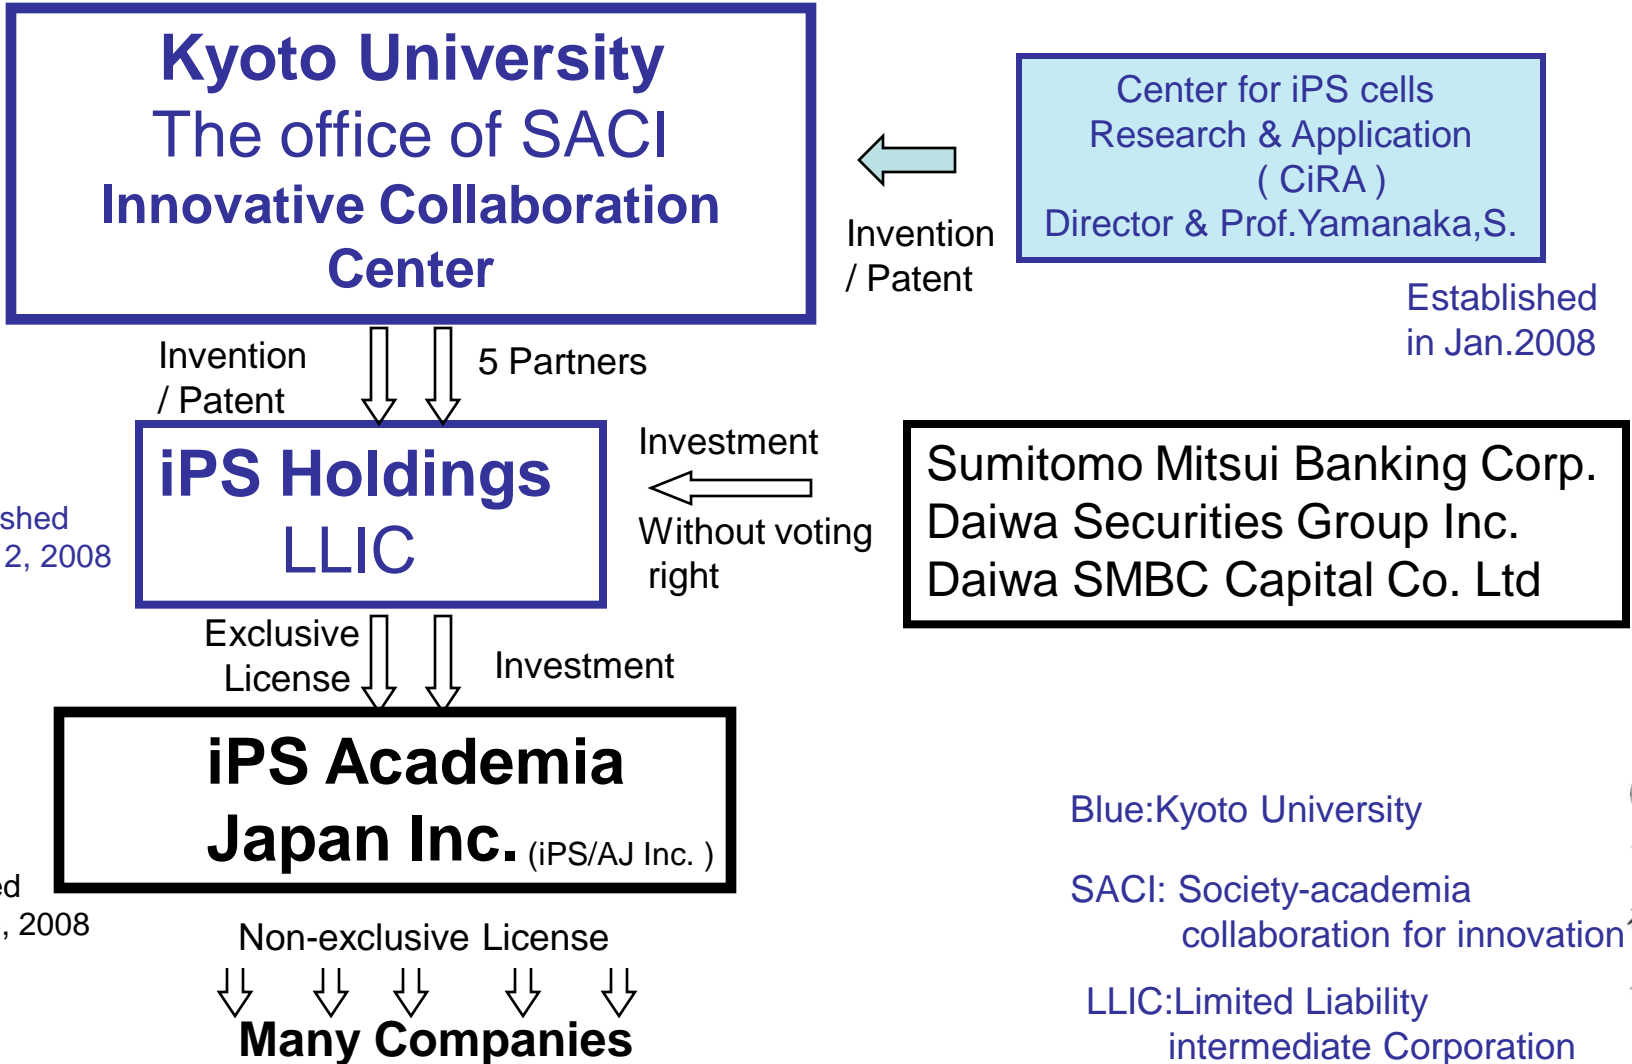 Kyoto University
The office of SACI
Innovative Collaboration
Center
Center for iPS cells
Research & Application
( CiRA )
Director & Prof.Yamanaka,S.
Invention
/ Patent
Established
in Jan.2008
Invention
/ Patent
5 Partners
iPS Holdings
LLIC
2, 2008
Investment
Without voting
right
Sumitomo Mitsui Banking Corp.
Daiwa Securities Group Inc.
Daiwa SMBC Capital Co. Ltd
Exclusive
License
Investment
iPS Academia
Japan Inc. (iPS/AJ Inc. )
, 2008
Non-exclusive License
Many Companies
Blue:Kyoto University
SACI: Society-academia
collaboration for innovation
LLIC:Limited Liability
intermediate Corporation